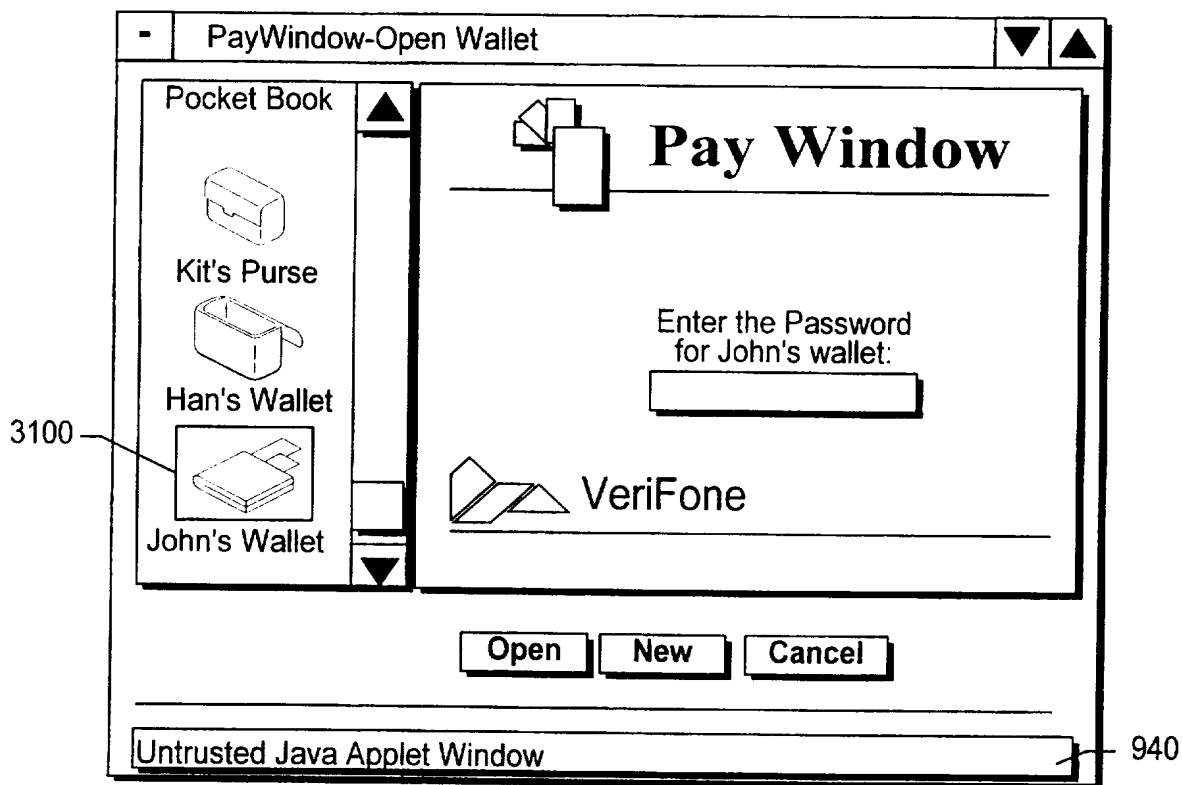 PayWindow-Open Wallet
Pocket Book
Kit's Purse
Han's Wallet
3100
John's Wallet
Pay Window
Enter the Password
for John's wallet:
VeriFone
Open New Cancel
Untrusted Java Applet Window
940